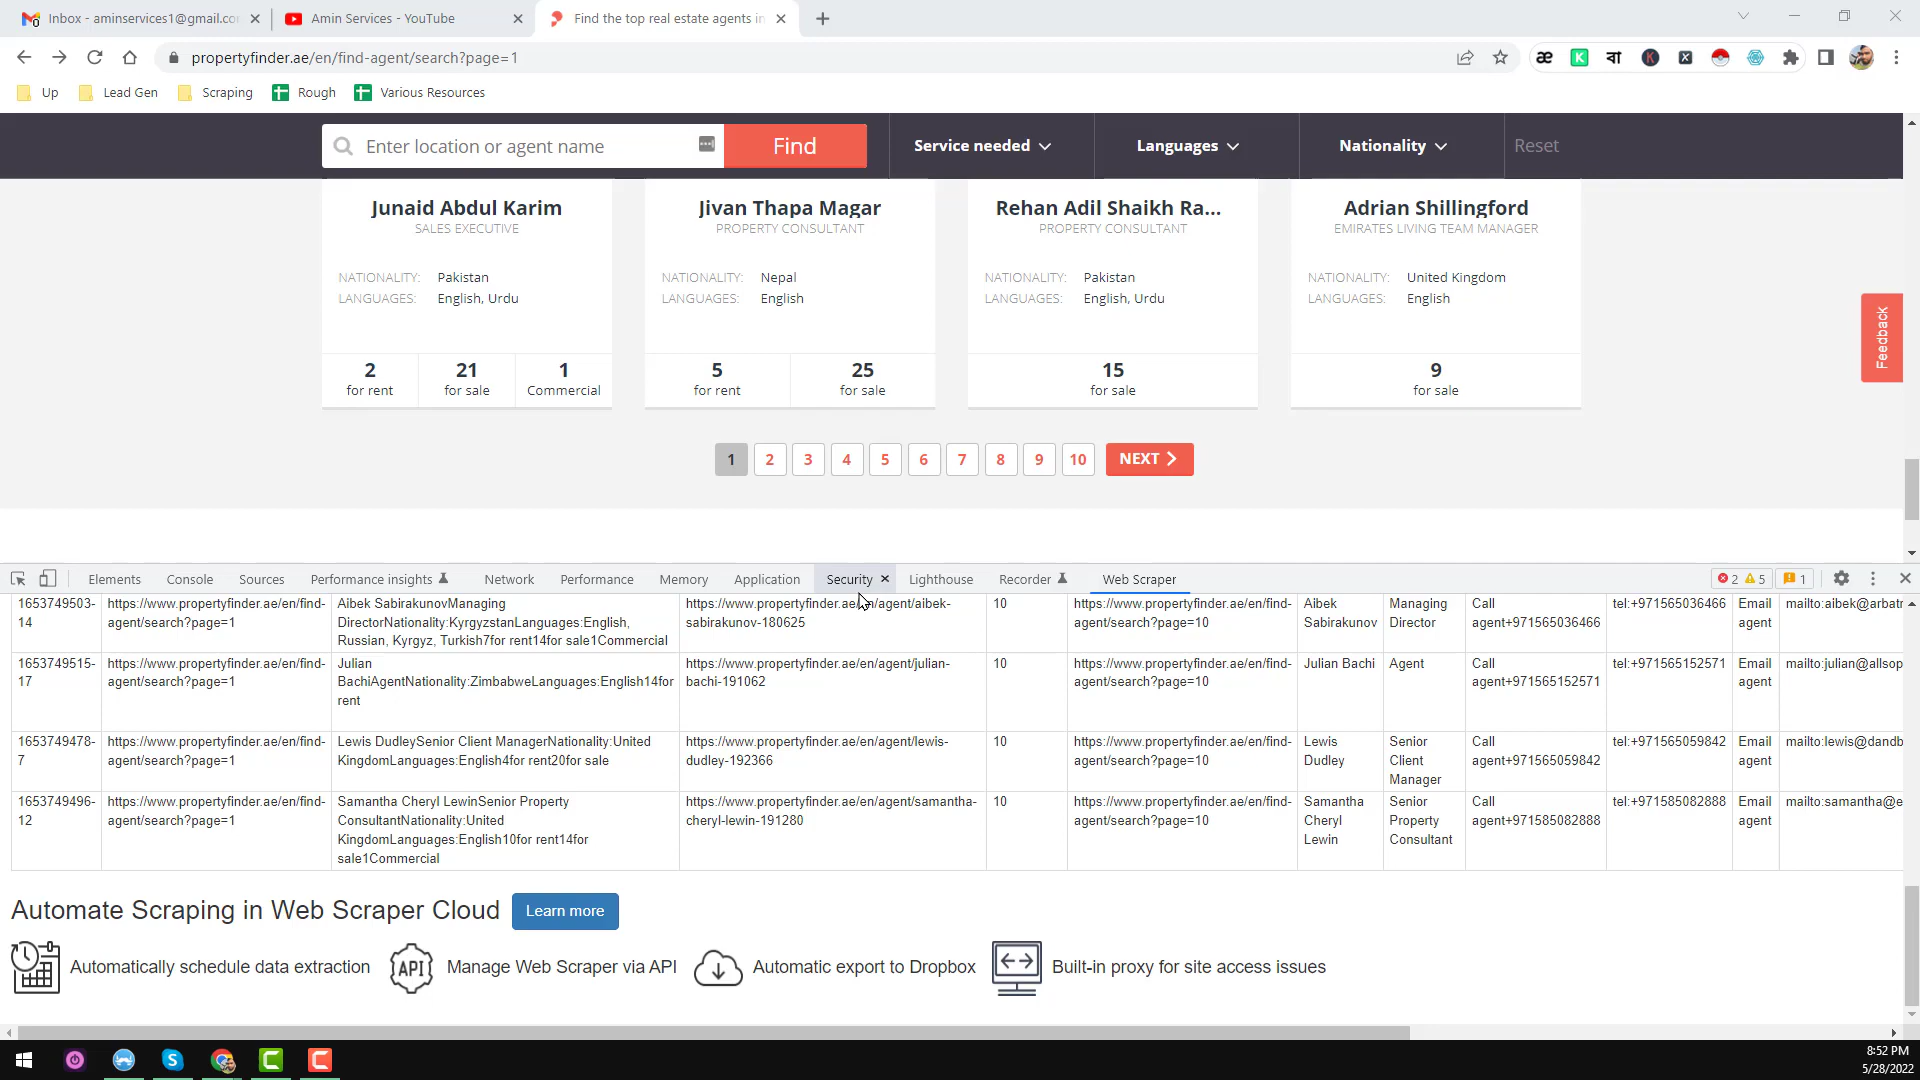 Inbox - aminservices1@gmail.co
Amin Services - YouTube
Find the top real estate agents in
propertyfinder.ae/en/find-agent/search?page=1
Up
Lead Gen
Scraping
Rough
Various Resources
Enter location or agent name
Find
Service needed
Languages
Nationality
Reset
Junaid Abdul Karim
SALES EXECUTIVE
NATIONALITY: Pakistan
LANGUAGES: English, Urdu
2 for rent
21 for sale
1 Commercial
Jivan Thapa Magar
PROPERTY CONSULTANT
NATIONALITY: Nepal
LANGUAGES: English
5 for rent
25 for sale
Rehan Adil Shaikh Ra...
PROPERTY CONSULTANT
NATIONALITY: Pakistan
LANGUAGES: English, Urdu
15 for sale
Adrian Shillingford
EMIRATES LIVING TEAM MANAGER
NATIONALITY: United Kingdom
LANGUAGES: English
9 for sale
Feedback
1 2 3 4 5 6 7 8 9 10 NEXT
Elements Console Sources Performance insights Network Performance Memory Application Security Lighthouse Recorder Web Scraper 2 5 1
1653749503-
14
https://www.propertyfinder.ae/en/find-
agent/search?page=1
Aibek SabirakunovManaging
DirectorNationality:KyrgyzstanLanguages:English,
Russian, Kyrgyz, Turkish7for rent14for sale1Commercial
https://www.propertyfinder.ae/en/agent/aibek-
sabirakunov-180625
10
https://www.propertyfinder.ae/en/find-
agent/search?page=10
Aibek
Sabirakunov
Managing
Director
Call
agent+971565036466
tel:+971565036466
Email
agent
mailto:aibek@arbatr
1653749515-
17
https://www.propertyfinder.ae/en/find-
agent/search?page=1
Julian
BachiAgentNationality:ZimbabweLanguages:English14for
rent
https://www.propertyfinder.ae/en/agent/julian-
bachi-191062
10
https://www.propertyfinder.ae/en/find-
agent/search?page=10
Julian Bachi
Agent
Call
agent+971565152571
tel:+971565152571
Email
agent
mailto:julian@allsop
1653749478-
7
https://www.propertyfinder.ae/en/find-
agent/search?page=1
Lewis DudleySenior Client ManagerNationality:United
KingdomLanguages:English4for rent20for sale
https://www.propertyfinder.ae/en/agent/lewis-
dudley-192366
10
https://www.propertyfinder.ae/en/find-
agent/search?page=10
Lewis
Dudley
Senior
Client
Manager
Call
agent+971565059842
tel:+971565059842
Email
agent
mailto:lewis@dandb
1653749496-
12
https://www.propertyfinder.ae/en/find-
agent/search?page=1
Samantha Cheryl LewinSenior Property
ConsultantNationality:United
KingdomLanguages:English10for rent14for
sale1Commercial
https://www.propertyfinder.ae/en/agent/samantha-
cheryl-lewin-191280
10
https://www.propertyfinder.ae/en/find-
agent/search?page=10
Samantha
Cheryl
Lewin
Senior
Property
Consultant
Call
agent+971585082888
tel:+971585082888
Email
agent
mailto:samantha@e
Automate Scraping in Web Scraper Cloud
Learn more
Automatically schedule data extraction
API
Manage Web Scraper via API
Automatic export to Dropbox
Built-in proxy for site access issues
8:52 PM
5/28/2022